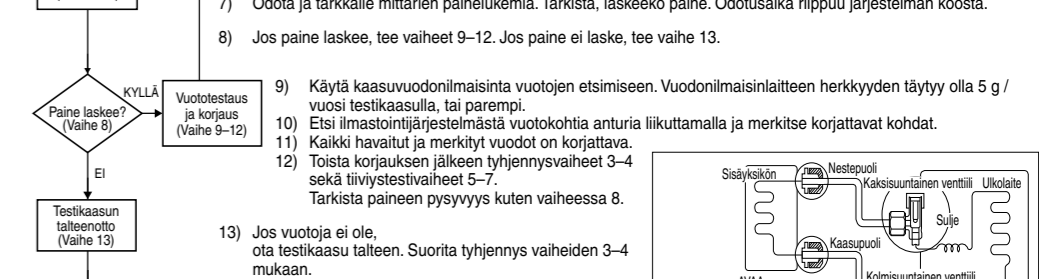 7) Odota ja tarkkaile mittarien painelukemia. Tarkista, laskeeko paine. Odotusaika riippuu järjestelmän koosta.
8) Jos paine laskee, tee vaiheet 9–12. Jos paine ei laske, tee vaihe 13.
Paine laskee?
(Vaihe 8)
KYLLÄ
Vuototestaus
ja korjaus
(Vaihe 9–12)
EI
Testikaasun
talteenotto
(Vaihe 13)
9) Käytä kaasuvuodonilmaisinta vuotojen etsimiseen. Vuodonilmaisinlaitteen herkkyyden täytyy olla 5 g /
vuosi testikaasulla, tai parempi.
10) Etsi ilmastointijärjestelmästä vuotokohtia anturia liikuttamalla ja merkitse korjattavat kohdat.
11) Kaikki havaitut ja merkityt vuodot on korjattava.
12) Toista korjauksen jälkeen tyhjennysvaiheet 3–4
sekä tiiviystestivaiheet 5–7.
Tarkista paineen pysyvyys kuten vaiheessa 8.
13) Jos vuotoja ei ole,
ota testikaasu talteen. Suorita tyhjennys vaiheiden 3–4
mukaan.
Sisäyksikön
Nestepuoli
Kaksisuuntainen venttiili
Ulkolaite
Sulje
Kaasupuoli
Kolmisuuntainen venttiili
AVAA